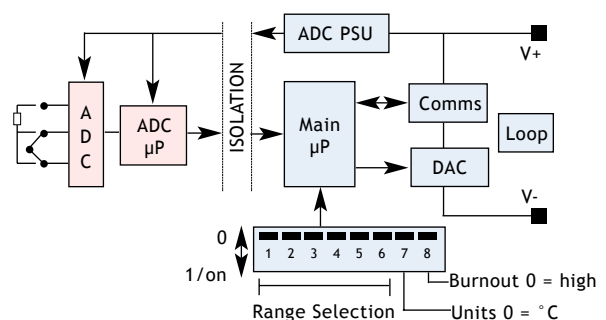 ADC PSU
V+
ISOLATION
A
D
C
ADC
µP
Main
µP
Comms
Loop
DAC
V-
0
1/on
1 2 3 4 5 6 7 8
Burnout 0 = high
Range Selection
Units 0 = °C